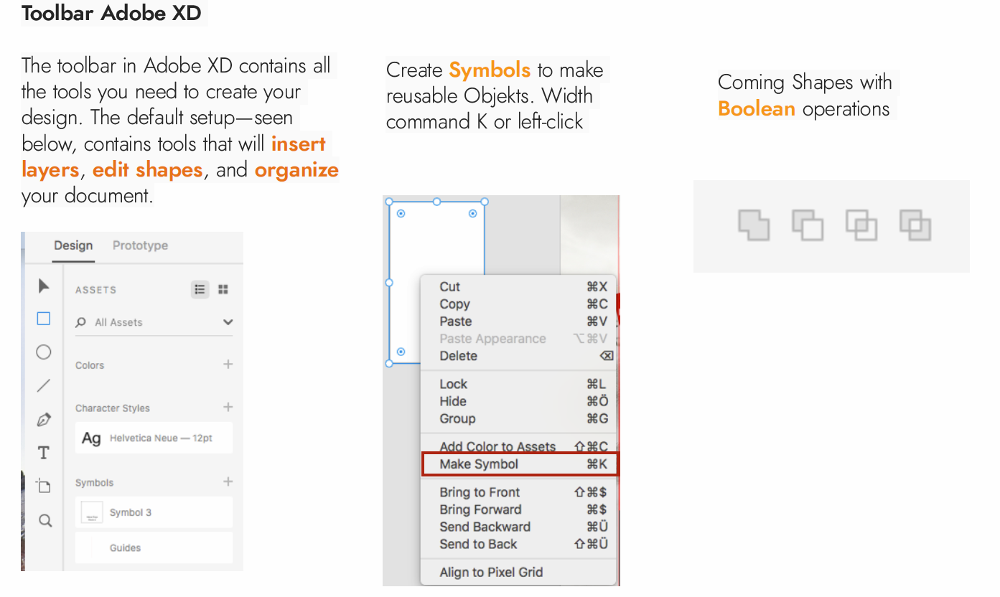 Toolbar Adobe XD
The toolbar in Adobe XD contains all
the tools you need to create your
design. The default setup—seen
below, contains tools that will insert
layers, edit shapes, and organize
your document.
Design Prototype
ASSETS
All Assets
Colors +
Character Styles +
Ag Helvetica Neue — 12pt
Symbols +
Symbol 3
Guides
T
Create Symbols to make
reusable Objekts. Width
command K or left-click
Cut ⌘X
Copy ⌘C
Paste ⌘V
Paste Appearance ⌥⌘V
Delete ⌫
Lock ⌘L
Hide ⌘Ö
Group ⌘G
Add Color to Assets ⇧⌘C
Make Symbol ⌘K
Bring to Front ⇧⌘$
Bring Forward ⌘$
Send Backward ⌘Ü
Send to Back ⇧⌘Ü
Align to Pixel Grid
Coming Shapes with
Boolean operations